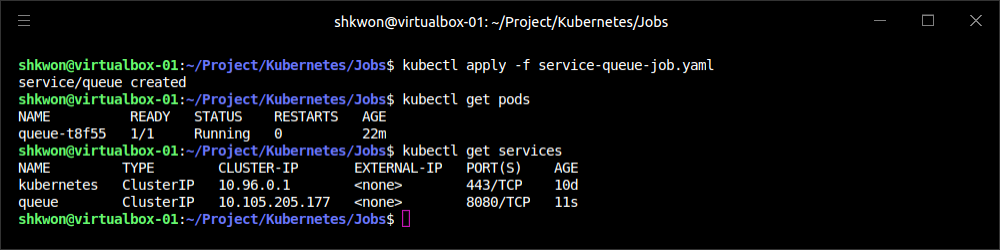 shkwon@virtualbox-01: ~/Project/Kubernetes/Jobs
shkwon@virtualbox-01:~/Project/Kubernetes/Jobs$ kubectl apply -f service-queue-job.yaml
service/queue created
shkwon@virtualbox-01:~/Project/Kubernetes/Jobs$ kubectl get pods
NAME          READY   STATUS    RESTARTS   AGE
queue-t8f55   1/1     Running   0          22m
shkwon@virtualbox-01:~/Project/Kubernetes/Jobs$ kubectl get services
NAME         TYPE        CLUSTER-IP       EXTERNAL-IP   PORT(S)    AGE
kubernetes   ClusterIP   10.96.0.1        <none>        443/TCP    10d
queue        ClusterIP   10.105.205.177   <none>        8080/TCP   11s
shkwon@virtualbox-01:~/Project/Kubernetes/Jobs$